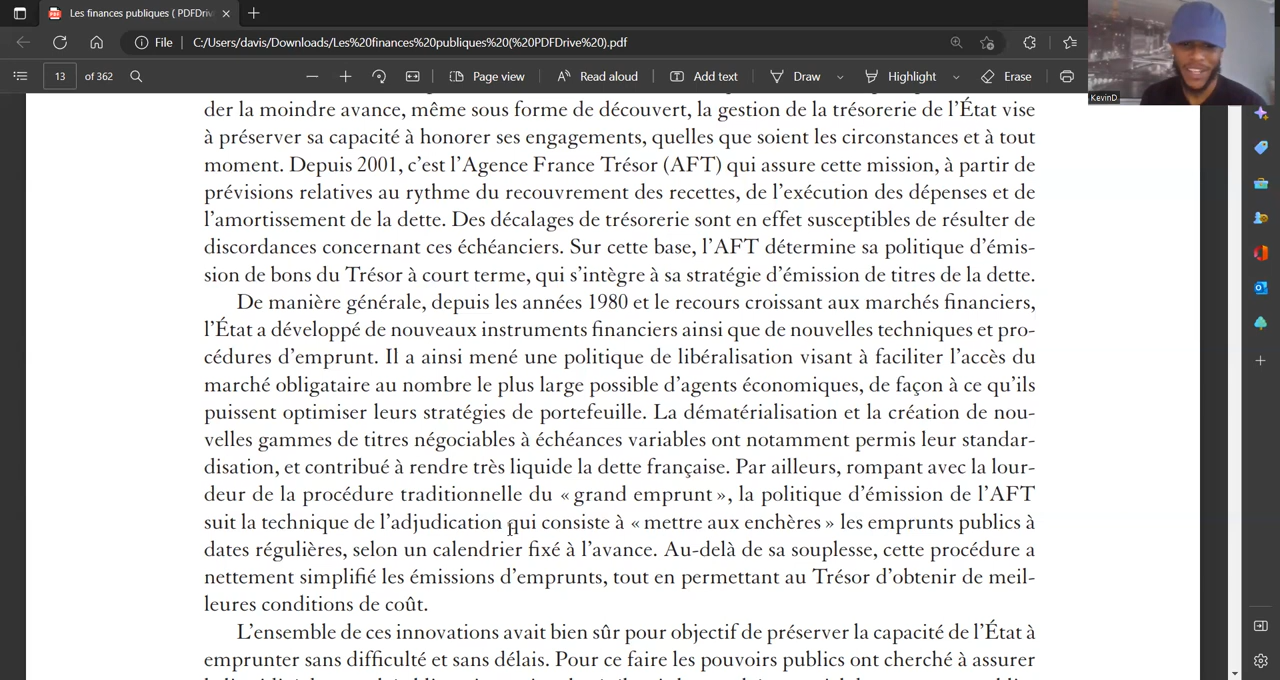 Les finances publiques ( PDFDriv
File
C:/Users/davis/Downloads/Les%20finances%20publiques%20(%20PDFDrive%20).pdf
13 of 362
Page view
Read aloud
Add text
Draw
Highlight
Erase
KevinD
der la moindre avance, même sous forme de découvert, la gestion de la trésorerie de l'État vise
à préserver sa capacité à honorer ses engagements, quelles que soient les circonstances et à tout
moment. Depuis 2001, c'est l'Agence France Trésor (AFT) qui assure cette mission, à partir de
prévisions relatives au rythme du recouvrement des recettes, de l'exécution des dépenses et de
l'amortissement de la dette. Des décalages de trésorerie sont en effet susceptibles de résulter de
discordances concernant ces échéanciers. Sur cette base, l'AFT détermine sa politique d'émis-
sion de bons du Trésor à court terme, qui s'intègre à sa stratégie d'émission de titres de la dette.
De manière générale, depuis les années 1980 et le recours croissant aux marchés financiers,
l'État a développé de nouveaux instruments financiers ainsi que de nouvelles techniques et pro-
cédures d'emprunt. Il a ainsi mené une politique de libéralisation visant à faciliter l'accès du
marché obligataire au nombre le plus large possible d'agents économiques, de façon à ce qu'ils
puissent optimiser leurs stratégies de portefeuille. La dématérialisation et la création de nou-
velles gammes de titres négociables à échéances variables ont notamment permis leur standar-
disation, et contribué à rendre très liquide la dette française. Par ailleurs, rompant avec la lour-
deur de la procédure traditionnelle du « grand emprunt », la politique d'émission de l'AFT
suit la technique de l'adjudication qui consiste à « mettre aux enchères » les emprunts publics à
dates régulières, selon un calendrier fixé à l'avance. Au-delà de sa souplesse, cette procédure a
nettement simplifié les émissions d'emprunts, tout en permettant au Trésor d'obtenir de meil-
leures conditions de coût.
L'ensemble de ces innovations avait bien sûr pour objectif de préserver la capacité de l'État à
emprunter sans difficulté et sans délais. Pour ce faire les pouvoirs publics ont cherché à assurer